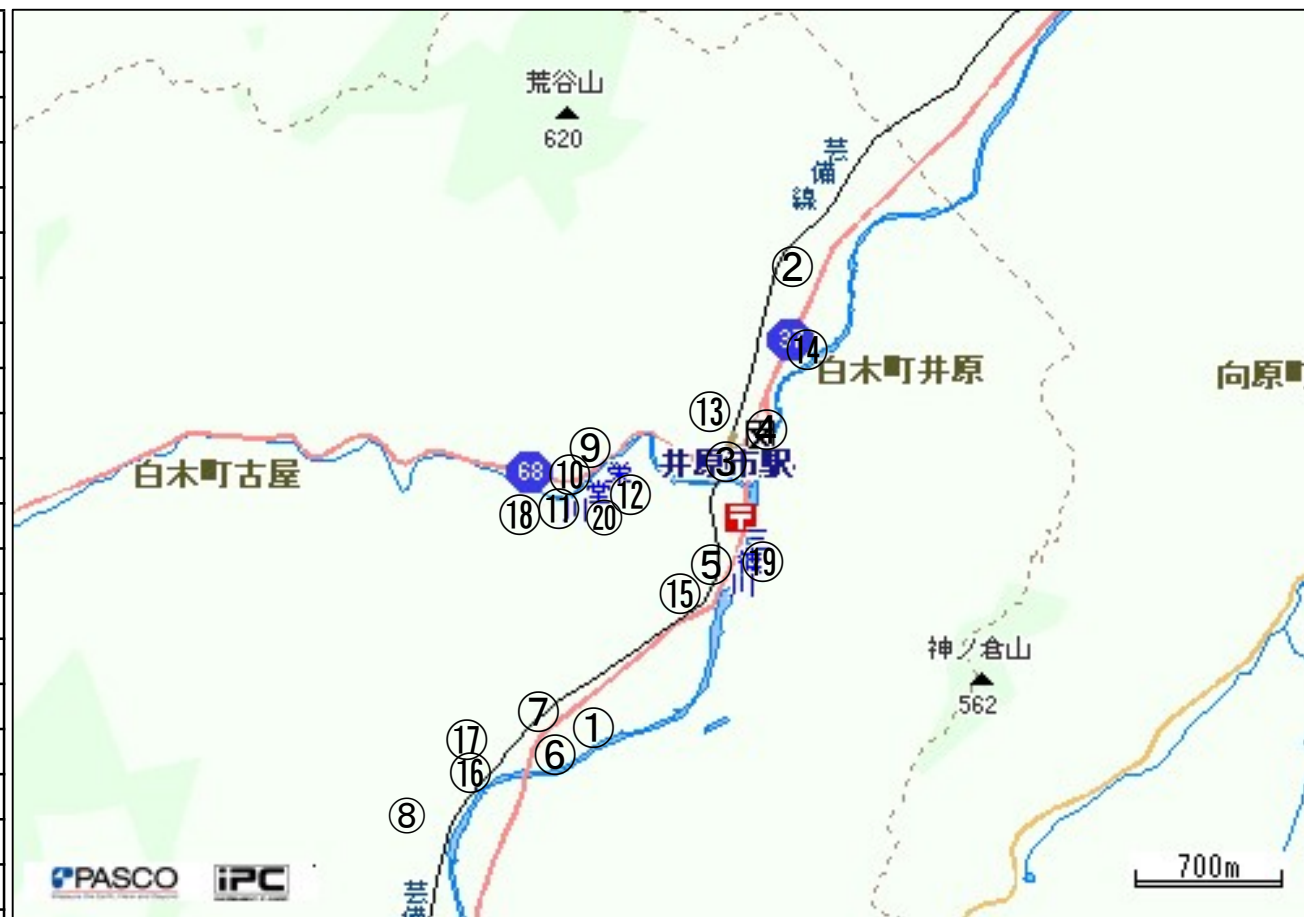 荒谷山
620
芸備線
②
37
⑭
白木町井原
向原町
⑬
④
⑨
③
井原市駅
白木町古屋
68
⑩
栄堂川
⑫
⑪
⑱
⑳
〒
三篠川
⑤
⑲
⑮
神ノ倉山
562
⑦
①
⑰
⑥
⑯
⑧
PASCO
iPC
700m
芸備